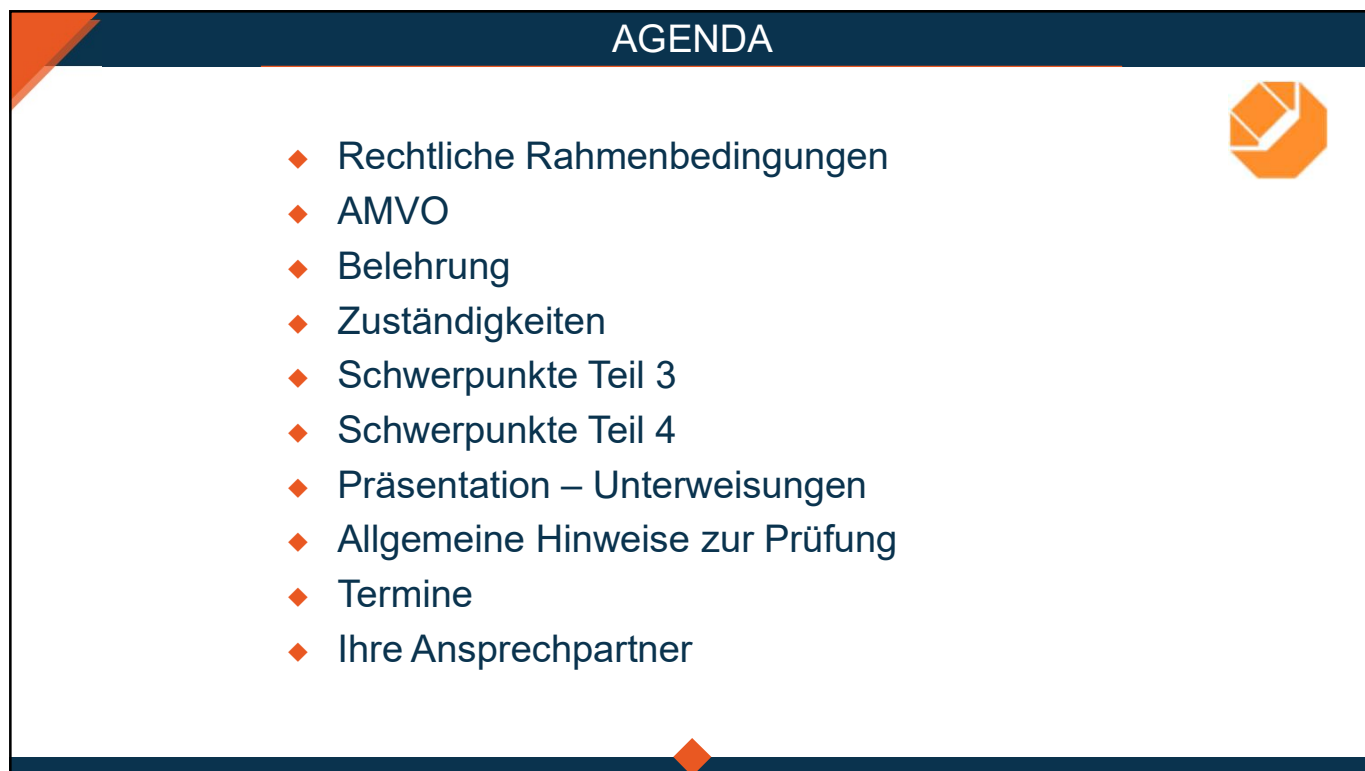 AGENDA
Rechtliche Rahmenbedingungen
AMVO
Belehrung
Zuständigkeiten
Schwerpunkte Teil 3
Schwerpunkte Teil 4
Präsentation – Unterweisungen
Allgemeine Hinweise zur Prüfung
Termine
Ihre Ansprechpartner